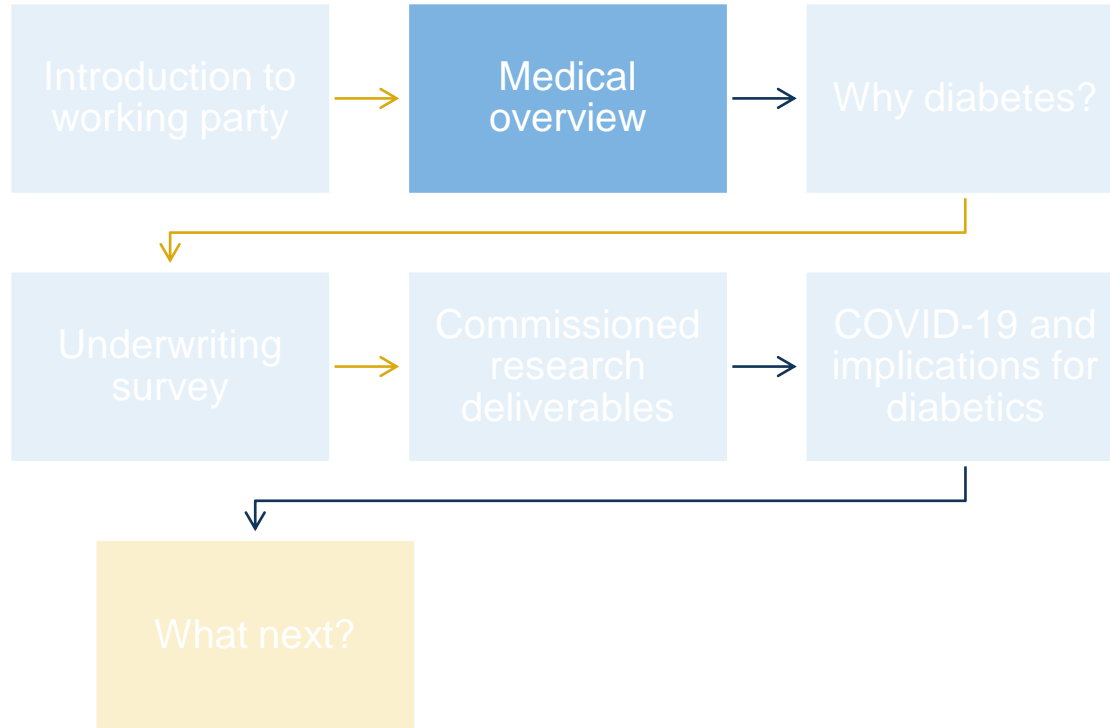 Introduction to
working party
Medical
overview
Why diabetes?
Underwriting
survey
Commissioned
research
deliverables
COVID-19 and
implications for
diabetics
What next?